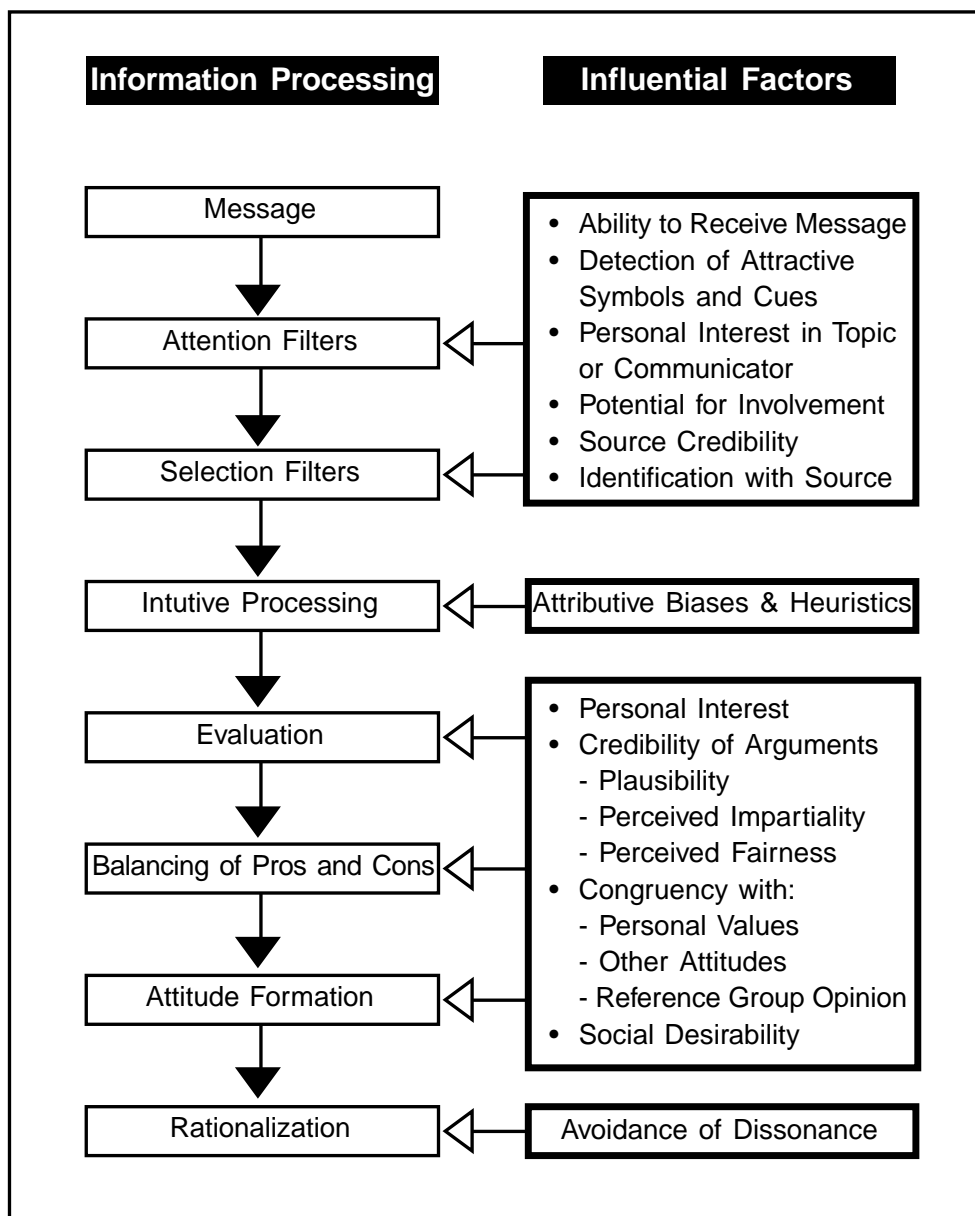 Information Processing
Influential Factors
Message
Attention Filters
Selection Filters
Intutive Processing
Evaluation
Balancing of Pros and Cons
Attitude Formation
Rationalization
• Ability to Receive Message
• Detection of Attractive
Symbols and Cues
• Personal Interest in Topic
or Communicator
• Potential for Involvement
• Source Credibility
• Identification with Source
Attributive Biases & Heuristics
• Personal Interest
• Credibility of Arguments
- Plausibility
- Perceived Impartiality
- Perceived Fairness
• Congruency with:
- Personal Values
- Other Attitudes
- Reference Group Opinion
• Social Desirability
Avoidance of Dissonance